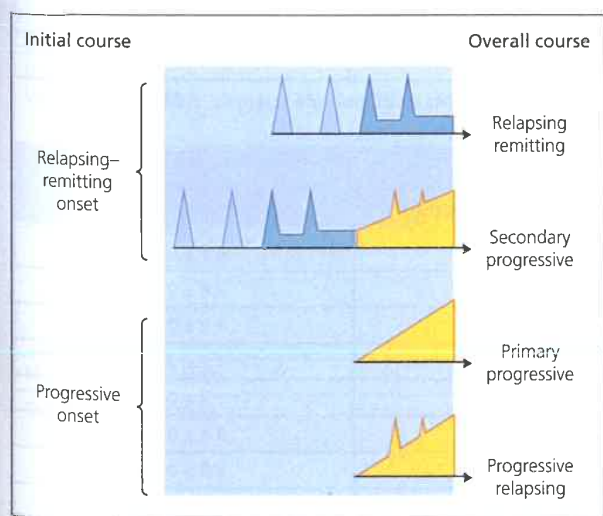 Initial course
Overall course
Relapsing
remitting
Relapsing–
remitting
onset
Secondary
progressive
Primary
progressive
Progressive
onset
Progressive
relapsing